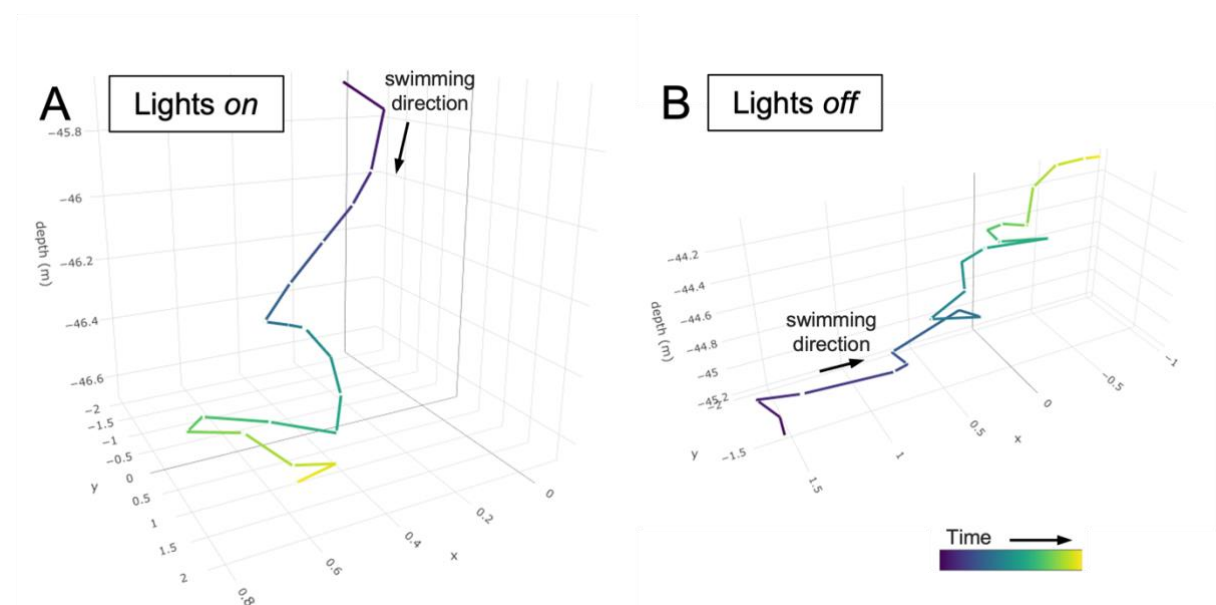 A
Lights on
swimming
direction
−45.8
−46
−46.2
−46.4
−46.6
depth (m)
−2
−1.5
−1
−0.5
0
0.5
1
1.5
2
y
0
0.2
0.4
0.6
0.8
x
B
Lights off
swimming
direction
−44.2
−44.4
−44.6
−44.8
−45
−45.2
depth (m)
−2
−1.5
y
−1
−0.5
0
0.5
1
1.5
x
Time